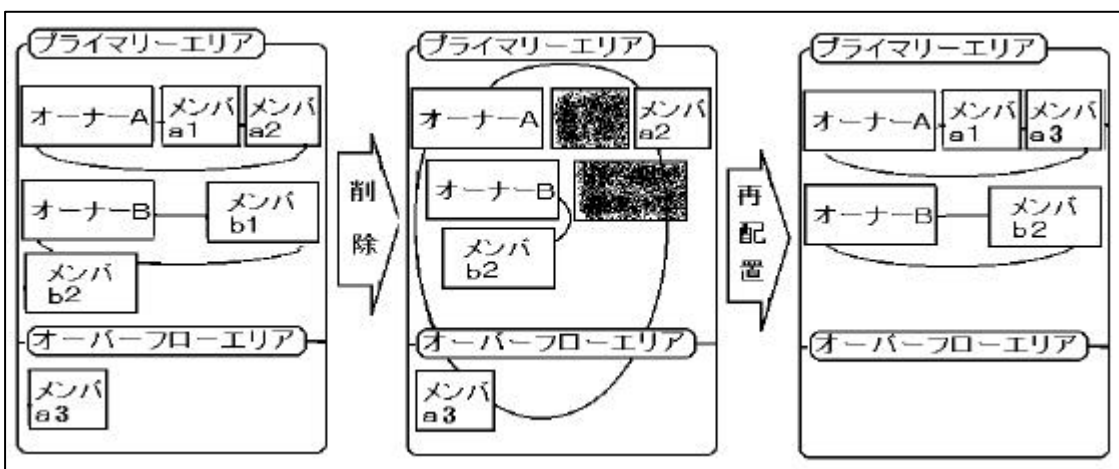 プライマリーエリア
オーナーA
メンバ
a1
メンバ
a2
オーナーB
メンバ
b1
メンバ
b2
オーバーフローエリア
メンバ
a3
削
除
プライマリーエリア
オーナーA
メンバ
a2
オーナーB
メンバ
b2
オーバーフローエリア
メンバ
a3
再
配
置
プライマリーエリア
オーナーA
メンバ
a1
メンバ
a3
オーナーB
メンバ
b2
オーバーフローエリア